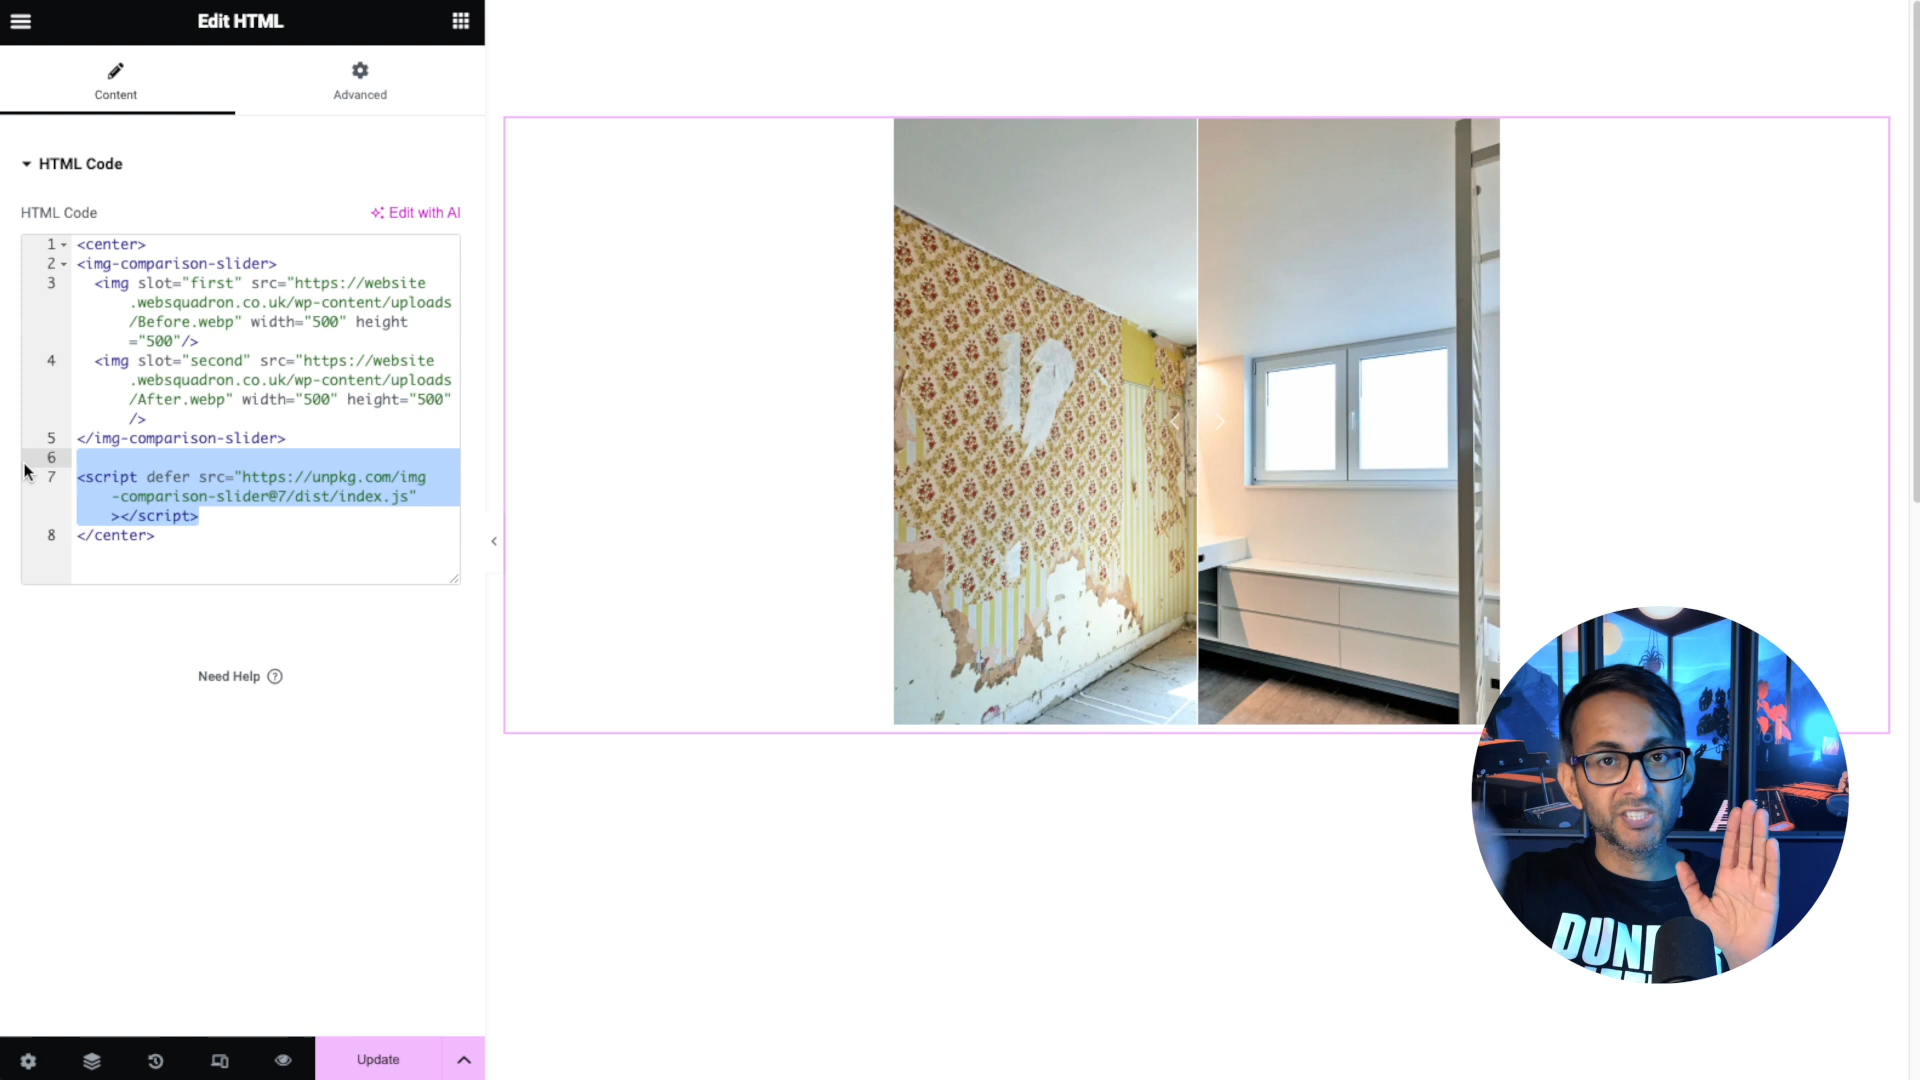 Edit HTML
Content
Advanced
HTML Code
HTML Code
Edit with AI
1
<center>
2
<img-comparison-slider>
3
<img slot="first" src="https://website
.websquadron.co.uk/wp-content/uploads
/Before.webp" width="500" height
="500"/>
4
<img slot="second" src="https://website
.websquadron.co.uk/wp-content/uploads
/After.webp" width="500" height="500"
/>
5
</img-comparison-slider>
6
7
<script defer src="https://unpkg.com/img
-comparison-slider@7/dist/index.js"
></script>
8
</center>
Need Help
Update